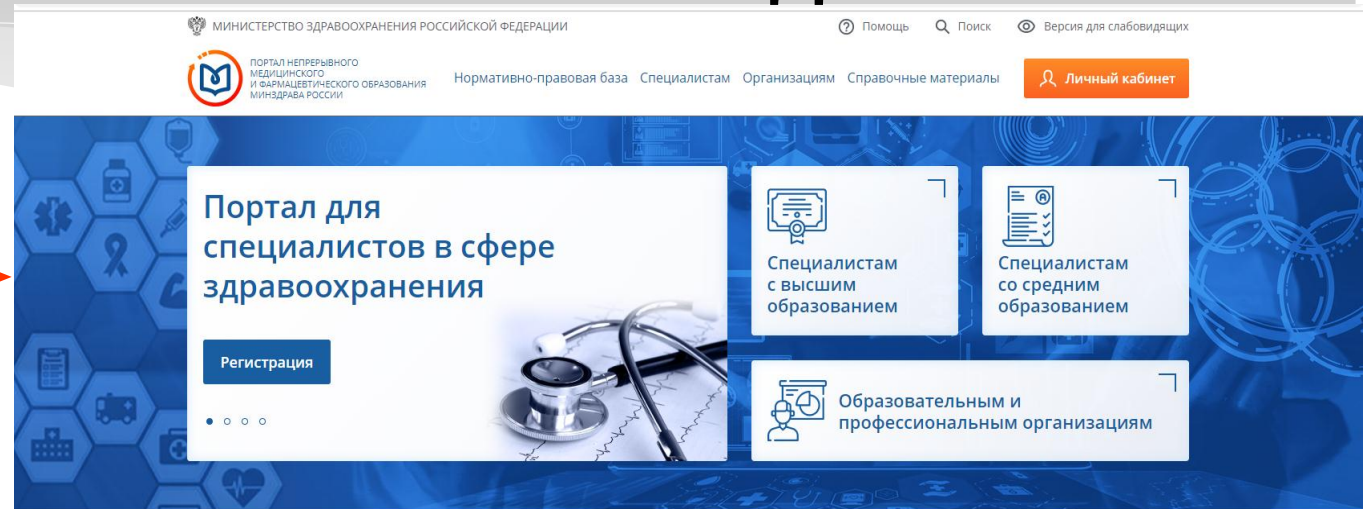 МИНИСТЕРСТВО ЗДРАВООХРАНЕНИЯ РОССИЙСКОЙ ФЕДЕРАЦИИ
Помощь
Поиск
Версия для слабовидящих
ПОРТАЛ НЕПРЕРЫВНОГО
МЕДИЦИНСКОГО
И ФАРМАЦЕВТИЧЕСКОГО ОБРАЗОВАНИЯ
МИНЗДРАВА РОССИИ
Нормативно-правовая база
Специалистам
Организациям
Справочные материалы
Личный кабинет
Портал для
специалистов в сфере
здравоохранения
Регистрация
Специалистам
с высшим
образованием
Специалистам
со средним
образованием
Образовательным и
профессиональным организациям